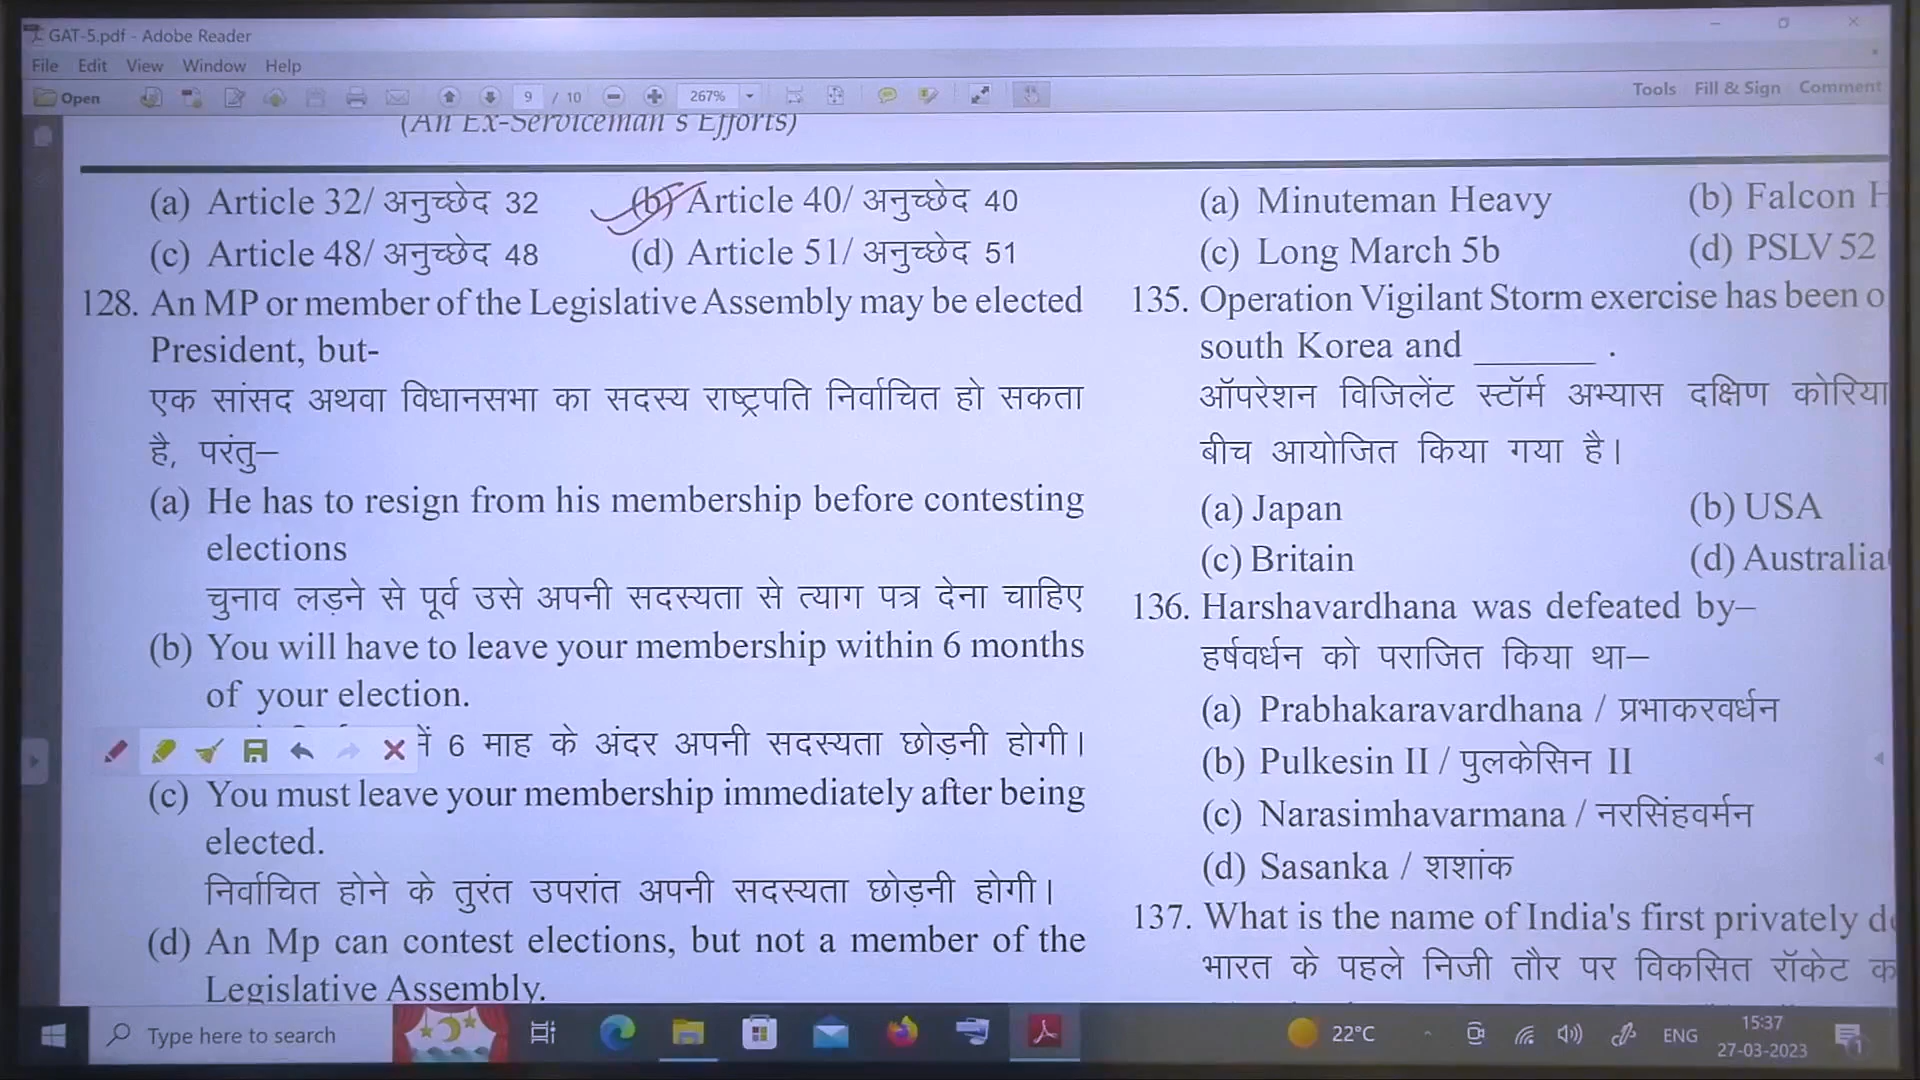 GAT-5.pdf - Adobe Reader
File Edit View Window Help
Open 9 / 10 267% Tools Fill & Sign Comment
(An Ex-Serviceman's Efforts)
(a) Article 32/ अनुच्छेद 32 (b) Article 40/ अनुच्छेद 40
(c) Article 48/ अनुच्छेद 48 (d) Article 51/ अनुच्छेद 51
128. An MP or member of the Legislative Assembly may be elected
President, but-
एक सांसद अथवा विधानसभा का सदस्य राष्ट्रपति निर्वाचित हो सकता
है, परंतु–
(a) He has to resign from his membership before contesting
elections
चुनाव लड़ने से पूर्व उसे अपनी सदस्यता से त्याग पत्र देना चाहिए
(b) You will have to leave your membership within 6 months
of your election.
में 6 माह के अंदर अपनी सदस्यता छोड़नी होगी।
(c) You must leave your membership immediately after being
elected.
निर्वाचित होने के तुरंत उपरांत अपनी सदस्यता छोड़नी होगी।
(d) An Mp can contest elections, but not a member of the
Legislative Assembly.
(a) Minuteman Heavy (b) Falcon
(c) Long March 5b (d) PSLV 52
135. Operation Vigilant Storm exercise has been
south Korea and ______ .
ऑपरेशन विजिलेंट स्टॉर्म अभ्यास दक्षिण कोरिया
बीच आयोजित किया गया है।
(a) Japan (b) USA
(c) Britain (d) Australia
136. Harshavardhana was defeated by–
हर्षवर्धन को पराजित किया था–
(a) Prabhakaravardhana / प्रभाकरवर्धन
(b) Pulkesin II / पुलकेसिन II
(c) Narasimhavarmana / नरसिंहवर्मन
(d) Sasanka / शशांक
137. What is the name of India's first privately
भारत के पहले निजी तौर पर विकसित रॉकेट
Type here to search 22°C ENG 15:37
27-03-2023